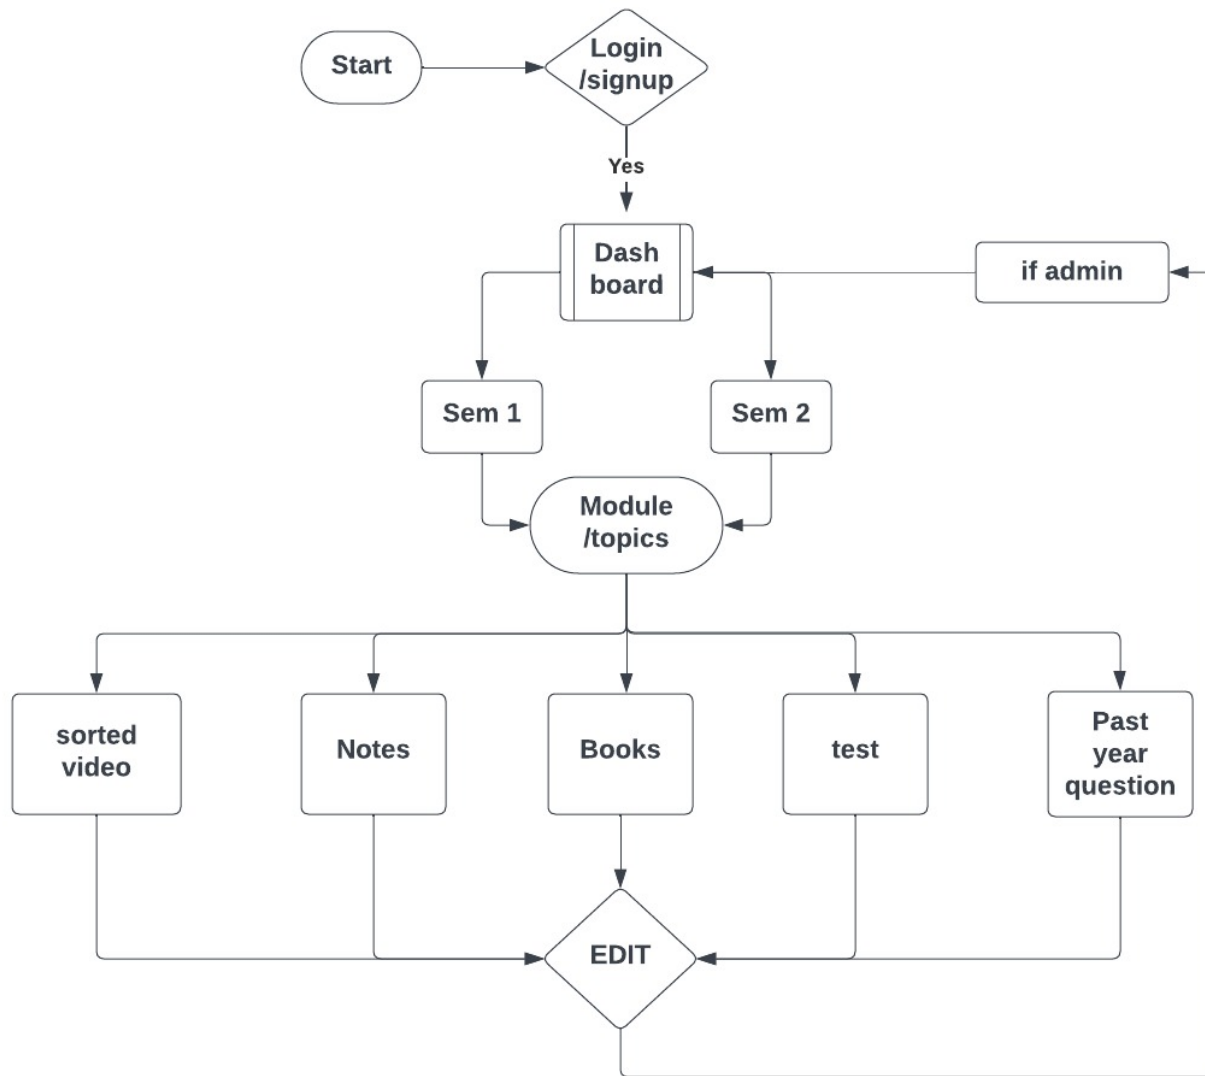 Start
Login
/signup
Yes
Dash
board
if admin
Sem 1
Sem 2
Module
/topics
sorted
video
Notes
Books
test
Past
year
question
EDIT